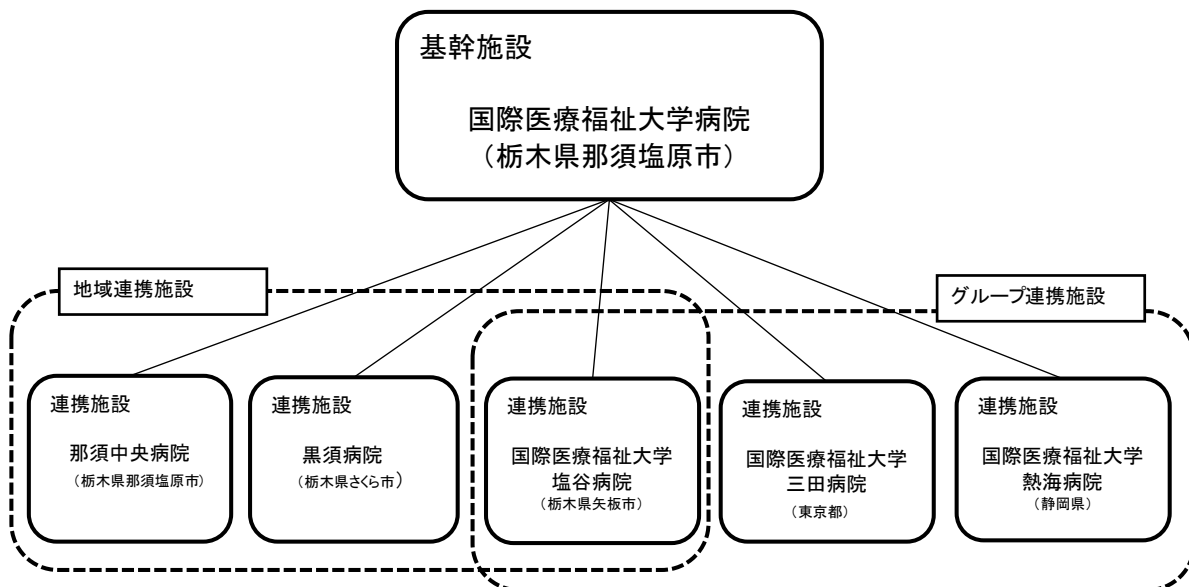 基幹施設
国際医療福祉大学病院
（栃木県那須塩原市）
地域連携施設
グループ連携施設
連携施設
那須中央病院
（栃木県那須塩原市）
連携施設
黒須病院
（栃木県さくら市）
連携施設
国際医療福祉大学
塩谷病院
（栃木県矢板市）
連携施設
国際医療福祉大学
三田病院
（東京都）
連携施設
国際医療福祉大学
熱海病院
（静岡県）